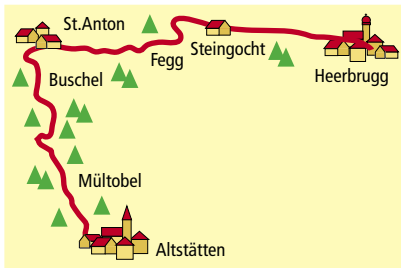 St.Anton
Steingocht
Fegg
Heerbrugg
Buschel
Mültobel
Altstätten